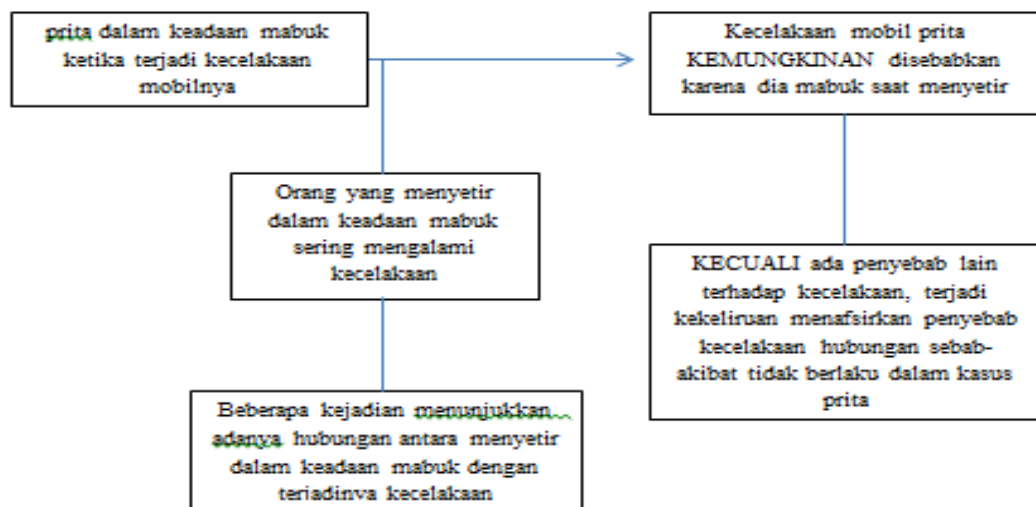 prita dalam keadaan mabuk
ketika terjadi kecelakaan
mobilnya
Kecelakaan mobil prita
KEMUNGKINAN disebabkan
karena dia mabuk saat menyetir
Orang yang menyetir
dalam keadaan mabuk
sering mengalami
kecelakaan
KECUALI ada penyebab lain
terhadap kecelakaan, terjadi
kekeliruan menafsirkan penyebab
kecelakaan hubungan sebab-
akibat tidak berlaku dalam kasus
prita
Beberapa kejadian menunjukkan
adanya hubungan antara menyetir
dalam keadaan mabuk dengan
terjadinya kecelakaan